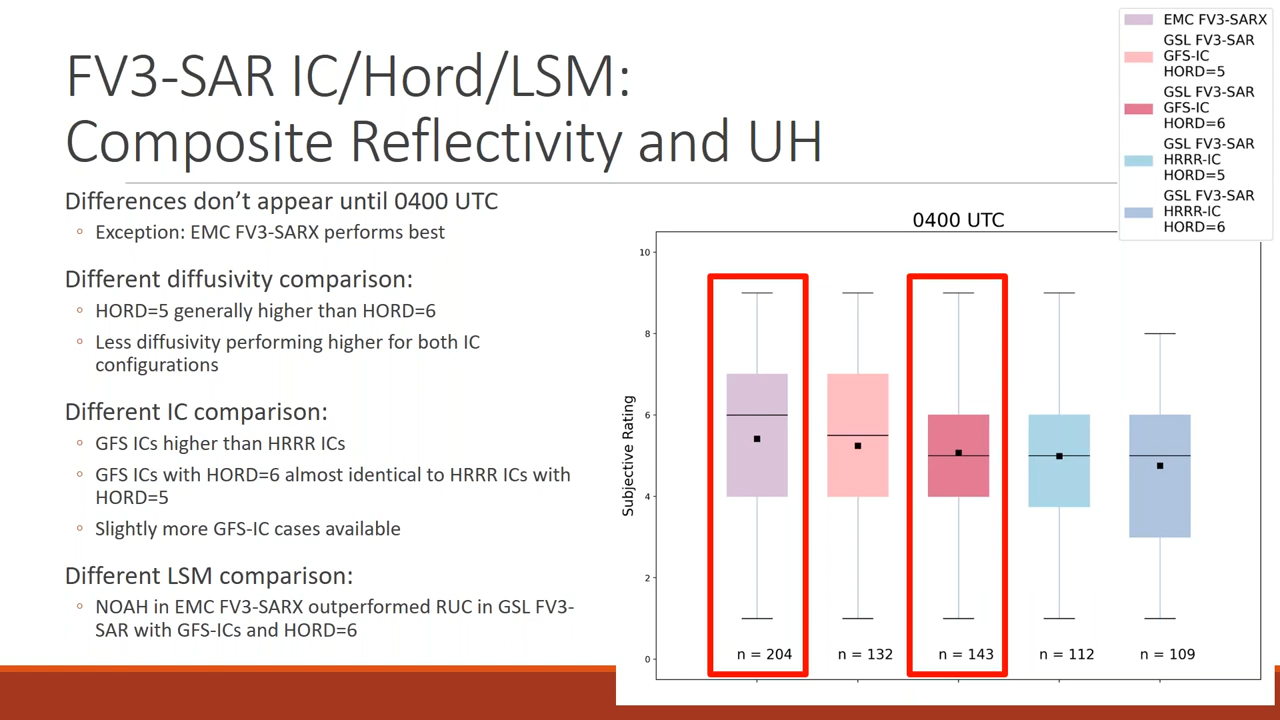 FV3-SAR IC/Hord/LSM:
Composite Reflectivity and UH
Differences don’t appear until 0400 UTC
◦ Exception: EMC FV3-SARX performs best
Different diffusivity comparison:
◦ HORD=5 generally higher than HORD=6
◦ Less diffusivity performing higher for both IC
configurations
Different IC comparison:
◦ GFS ICs higher than HRRR ICs
◦ GFS ICs with HORD=6 almost identical to HRRR ICs with
HORD=5
◦ Slightly more GFS-IC cases available
Different LSM comparison:
◦ NOAH in EMC FV3-SARX outperformed RUC in GSL FV3-
SAR with GFS-ICs and HORD=6
EMC FV3-SARX
GSL FV3-SAR
GFS-IC
HORD=5
GSL FV3-SAR
GFS-IC
HORD=6
GSL FV3-SAR
HRRR-IC
HORD=5
GSL FV3-SAR
HRRR-IC
HORD=6
0400 UTC
Subjective Rating
10
8
6
4
2
0
n = 204 n = 132 n = 143 n = 112 n = 109